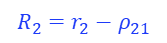 R₂ = r₂ − ρ₂₁